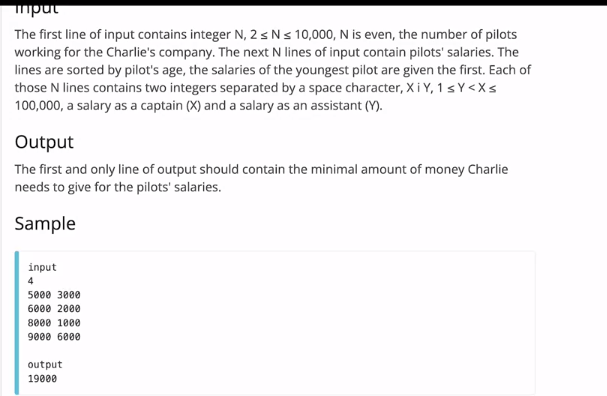 Input
The first line of input contains integer N, 2 ≤ N ≤ 10,000, N is even, the number of pilots
working for the Charlie's company. The next N lines of input contain pilots' salaries. The
lines are sorted by pilot's age, the salaries of the youngest pilot are given the first. Each of
those N lines contains two integers separated by a space character, X i Y, 1 ≤ Y < X ≤
100,000, a salary as a captain (X) and a salary as an assistant (Y).
Output
The first and only line of output should contain the minimal amount of money Charlie
needs to give for the pilots' salaries.
Sample
input
4
5000 3000
6000 2000
8000 1000
9000 6000
output
19000